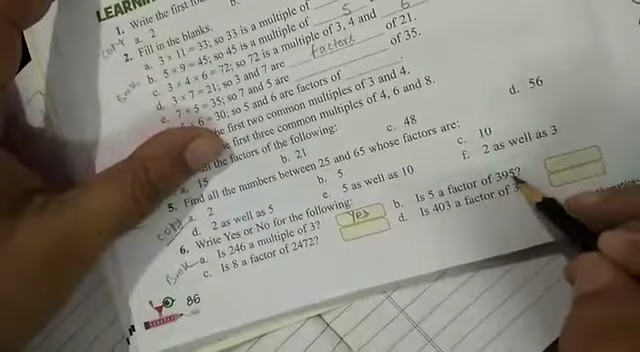 LEARNIN
1. Write the first fou
a. 2 b.
Copy
2. Fill in the blanks.
a. 3 × 11 = 33; so 33 is a multiple of
b. 5 × 9 = 45; so 45 is a multiple of 5
Book
c. 3 × 4 × 6 = 72; so 72 is a multiple of 3, 4 and 6
d. 3 × 7 = 21; so 3 and 7 are factors of 21.
e. 7 × 5 = 35; so 7 and 5 are of 35.
6 = 30; so 5 and 6 are factors of .
he first two common multiples of 3 and 4.
first three common multiples of 4, 6 and 8.
the factors of the following:
a. 15 b. 21 c. 48 d. 56
5. Find all the numbers between 25 and 65 whose factors are:
Copy
a. 2 b. 5 c. 10
d. 2 as well as 5 e. 5 as well as 10 f. 2 as well as 3
6. Write Yes or No for the following:
Book
a. Is 246 a multiple of 3? Yes b. Is 5 a factor of 395?
c. Is 8 a factor of 2472? d. Is 403 a factor of 3
86